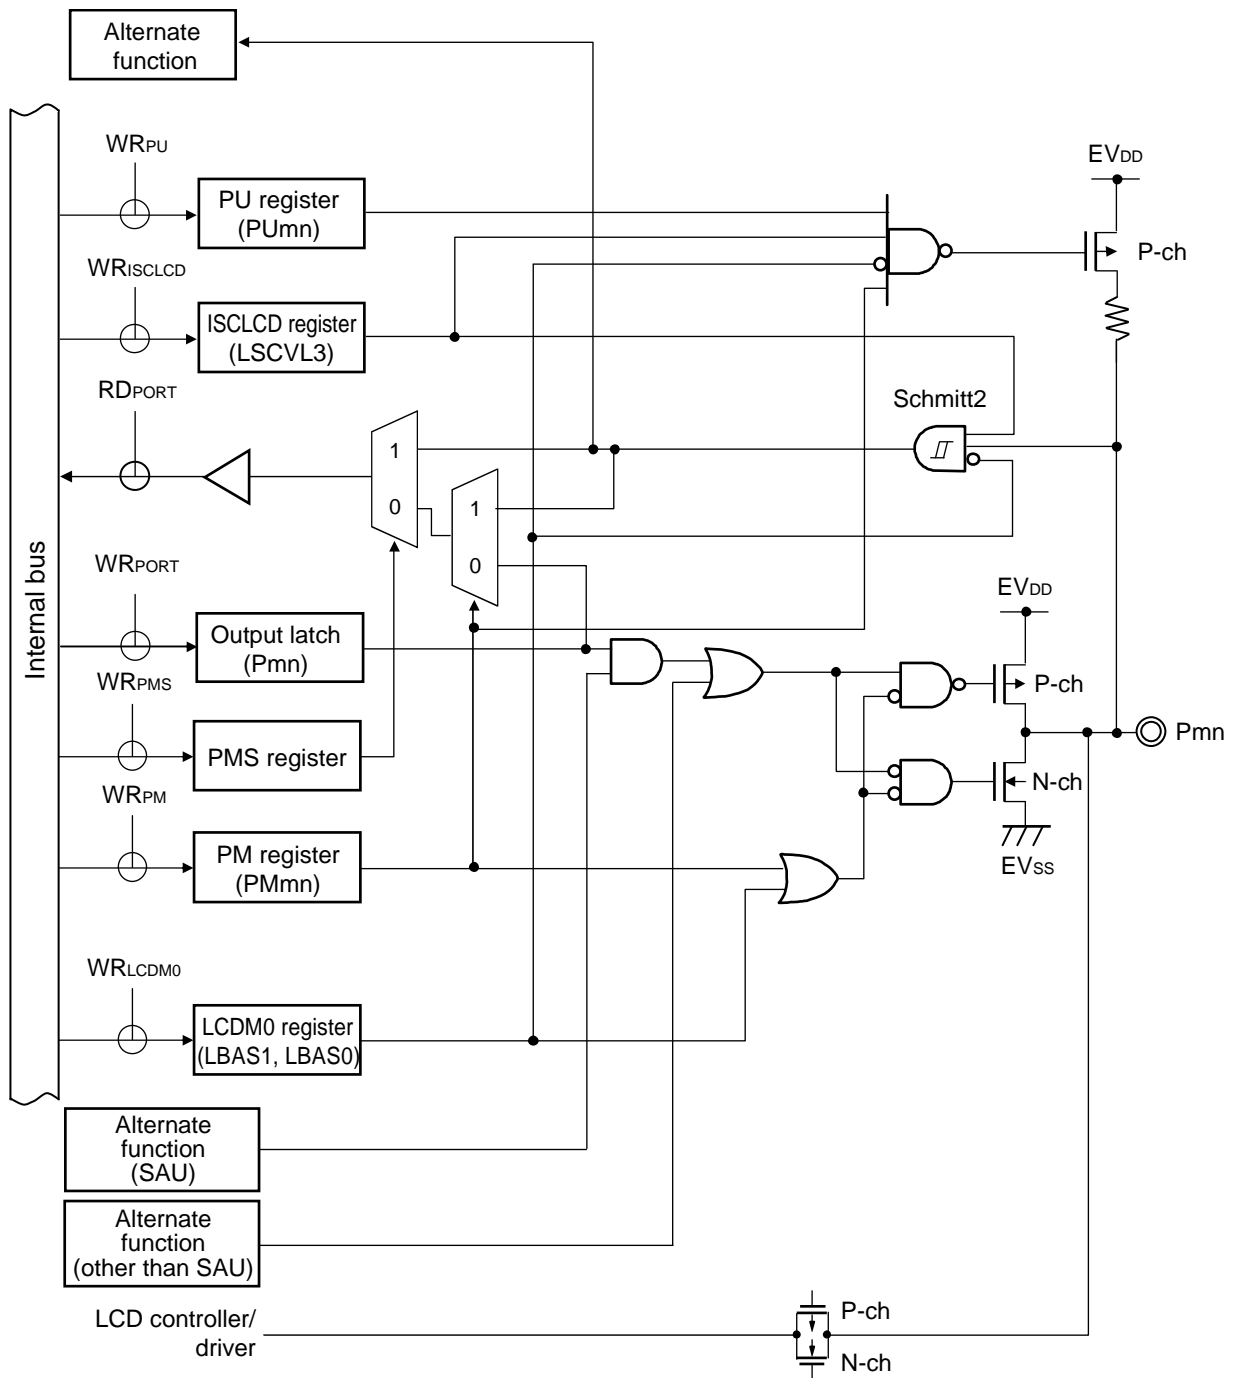 Alternate
function
WRPU
PU register
(PUmn)
EVDD
P-ch
WRISCLCD
ISCLCD register
(LSCVL3)
RDPORT
Schmitt2
1
0
1
0
Internal bus
WRPORT
Output latch
(Pmn)
EVDD
P-ch
Pmn
N-ch
EVSS
WRPMS
PMS register
WRPM
PM register
(PMmn)
WRLCDM0
LCDM0 register
(LBAS1, LBAS0)
Alternate
function
(SAU)
Alternate
function
(other than SAU)
LCD controller/
driver
P-ch
N-ch